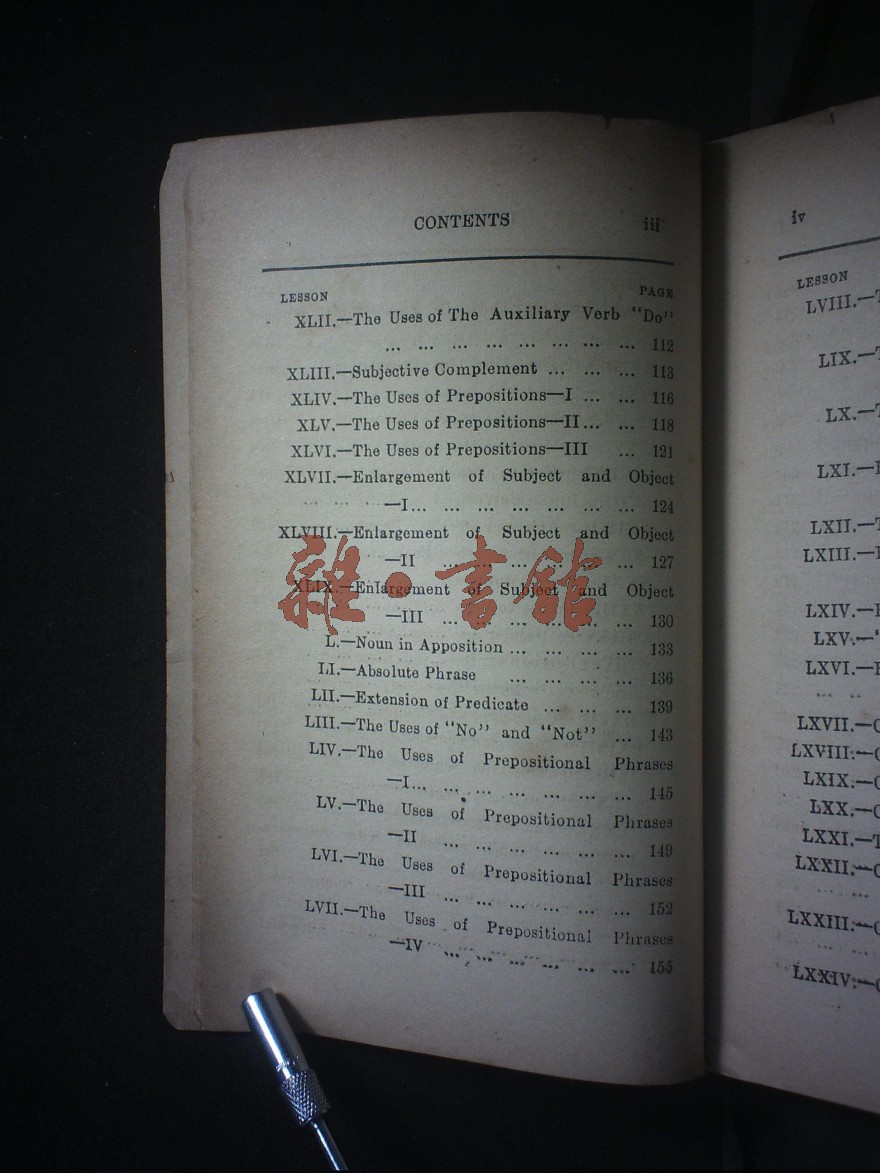 CONTENTS iii
LESSON PAGE
XLII.—The Uses of The Auxiliary Verb "Do"
... ... ... ... ... ... ... ... 112
XLIII.—Subjective Complement ... ... ... 113
XLIV.—The Uses of Prepositions—I ... ... 116
XLV.—The Uses of Prepositions—II... ... 118
XLVI.—The Uses of Prepositions—III ... 121
XLVII.—Enlargement of Subject and Object
—I... ... ... ... ... ... ... ... 124
XLVIII.—Enlargement of Subject and Object
—II ... ... ... ... ... ... 127
XLIX.—Enlargement of Subject and Object
—III ... ... ... ... ... ... 130
雜·書館
L.—Noun in Apposition ... ... ... ... 133
LI.—Absolute Phrase ... ... ... ... 136
LII.—Extension of Predicate ... ... ... 139
LIII.—The Uses of "No" and "Not" ... 143
LIV.—The Uses of Prepositional Phrases
—I... ... ... ... ... ... ... 145
LV.—The Uses of Prepositional Phrases
—II ... ... ... ... ... ... 149
LVI.—The Uses of Prepositional Phrases
—III ... ... ... ... ... ... 152
LVII.—The Uses of Prepositional Phrases
—IV ... ... ... ... ... ... 155
iv
LESSON
LVIII.—
LIX.—
LX.—
LXI.—
LXII.—
LXIII.—
LXIV.—
LXV.—
LXVI.—
LXVII.—
LXVIII.—
LXIX.—
LXX.—
LXXI.—
LXXII.—
LXXIII.—
LXXIV.—